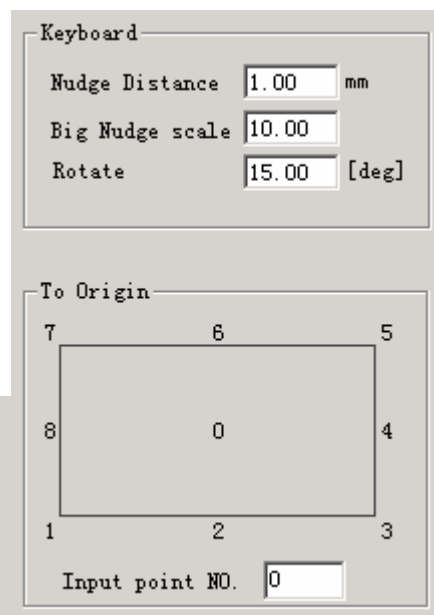 Keyboard
Nudge Distance 1.00 mm
Big Nudge scale 10.00
Rotate 15.00 [deg]
To Origin
7 6 5
8 0 4
1 2 3
Input point NO. 0